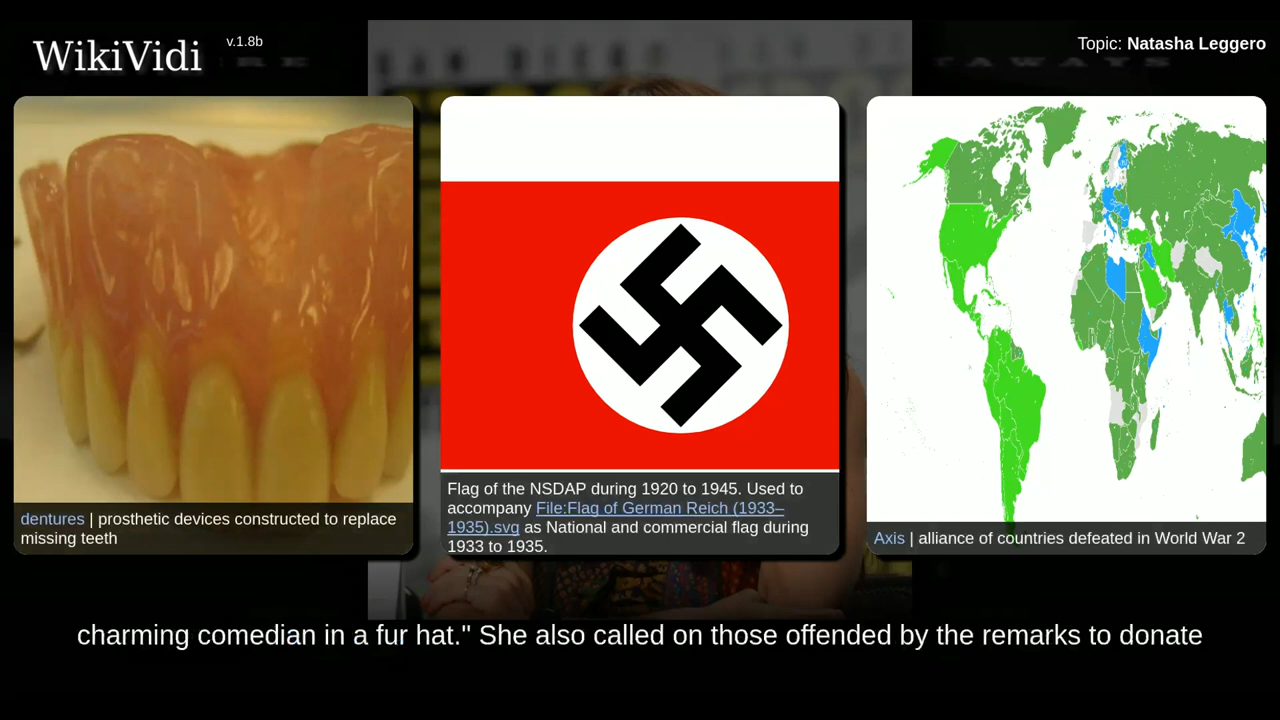 WikiVidi
v.1.8b
Topic: Natasha Leggero
SAN DIEGO
dentures | prosthetic devices constructed to replace
missing teeth
Flag of the NSDAP during 1920 to 1945. Used to
accompany File:Flag of German Reich (1933–
1935).svg as National and commercial flag during
1933 to 1935.
Axis | alliance of countries defeated in World War 2
charming comedian in a fur hat." She also called on those offended by the remarks to donate